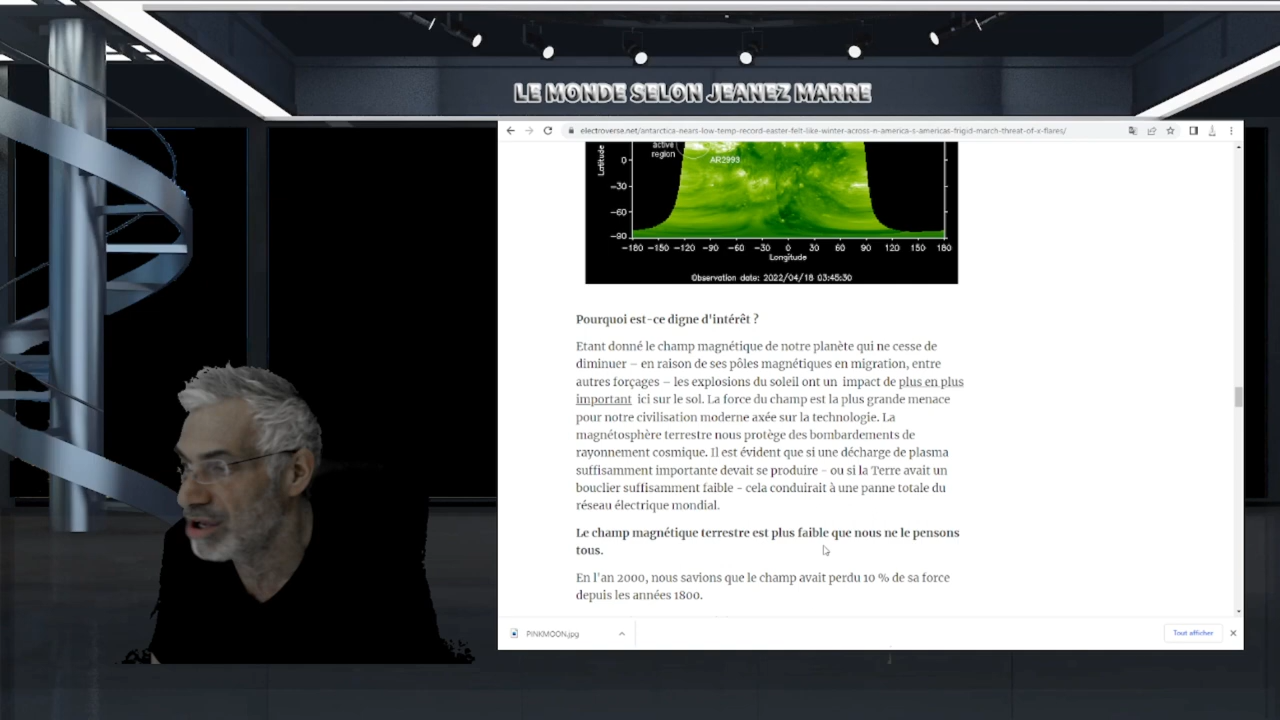 LE MONDE SELON JEANEZ MARRE
electroverse.net/antarctica-nears-low-temp-record-easter-felt-like-winter-across-n-america-s-americas-frigid-march-threat-of-x-flares/
active
region
AR2993
Latitude
0
−30
−60
−90
−180 −150 −120 −90 −60 −30 0 30 60 90 120 150 180
Longitude
Observation date: 2022/04/18 03:45:30
Pourquoi est-ce digne d'intérêt ?
Etant donné le champ magnétique de notre planète qui ne cesse de
diminuer – en raison de ses pôles magnétiques en migration, entre
autres forçages – les explosions du soleil ont un impact de plus en plus
important ici sur le sol. La force du champ est la plus grande menace
pour notre civilisation moderne axée sur la technologie. La
magnétosphère terrestre nous protège des bombardements de
rayonnement cosmique. Il est évident que si une décharge de plasma
suffisamment importante devait se produire - ou si la Terre avait un
bouclier suffisamment faible - cela conduirait à une panne totale du
réseau électrique mondial.
Le champ magnétique terrestre est plus faible que nous ne le pensons
tous.
En l'an 2000, nous savions que le champ avait perdu 10 % de sa force
depuis les années 1800.
PINKMOON.jpg
Tout afficher